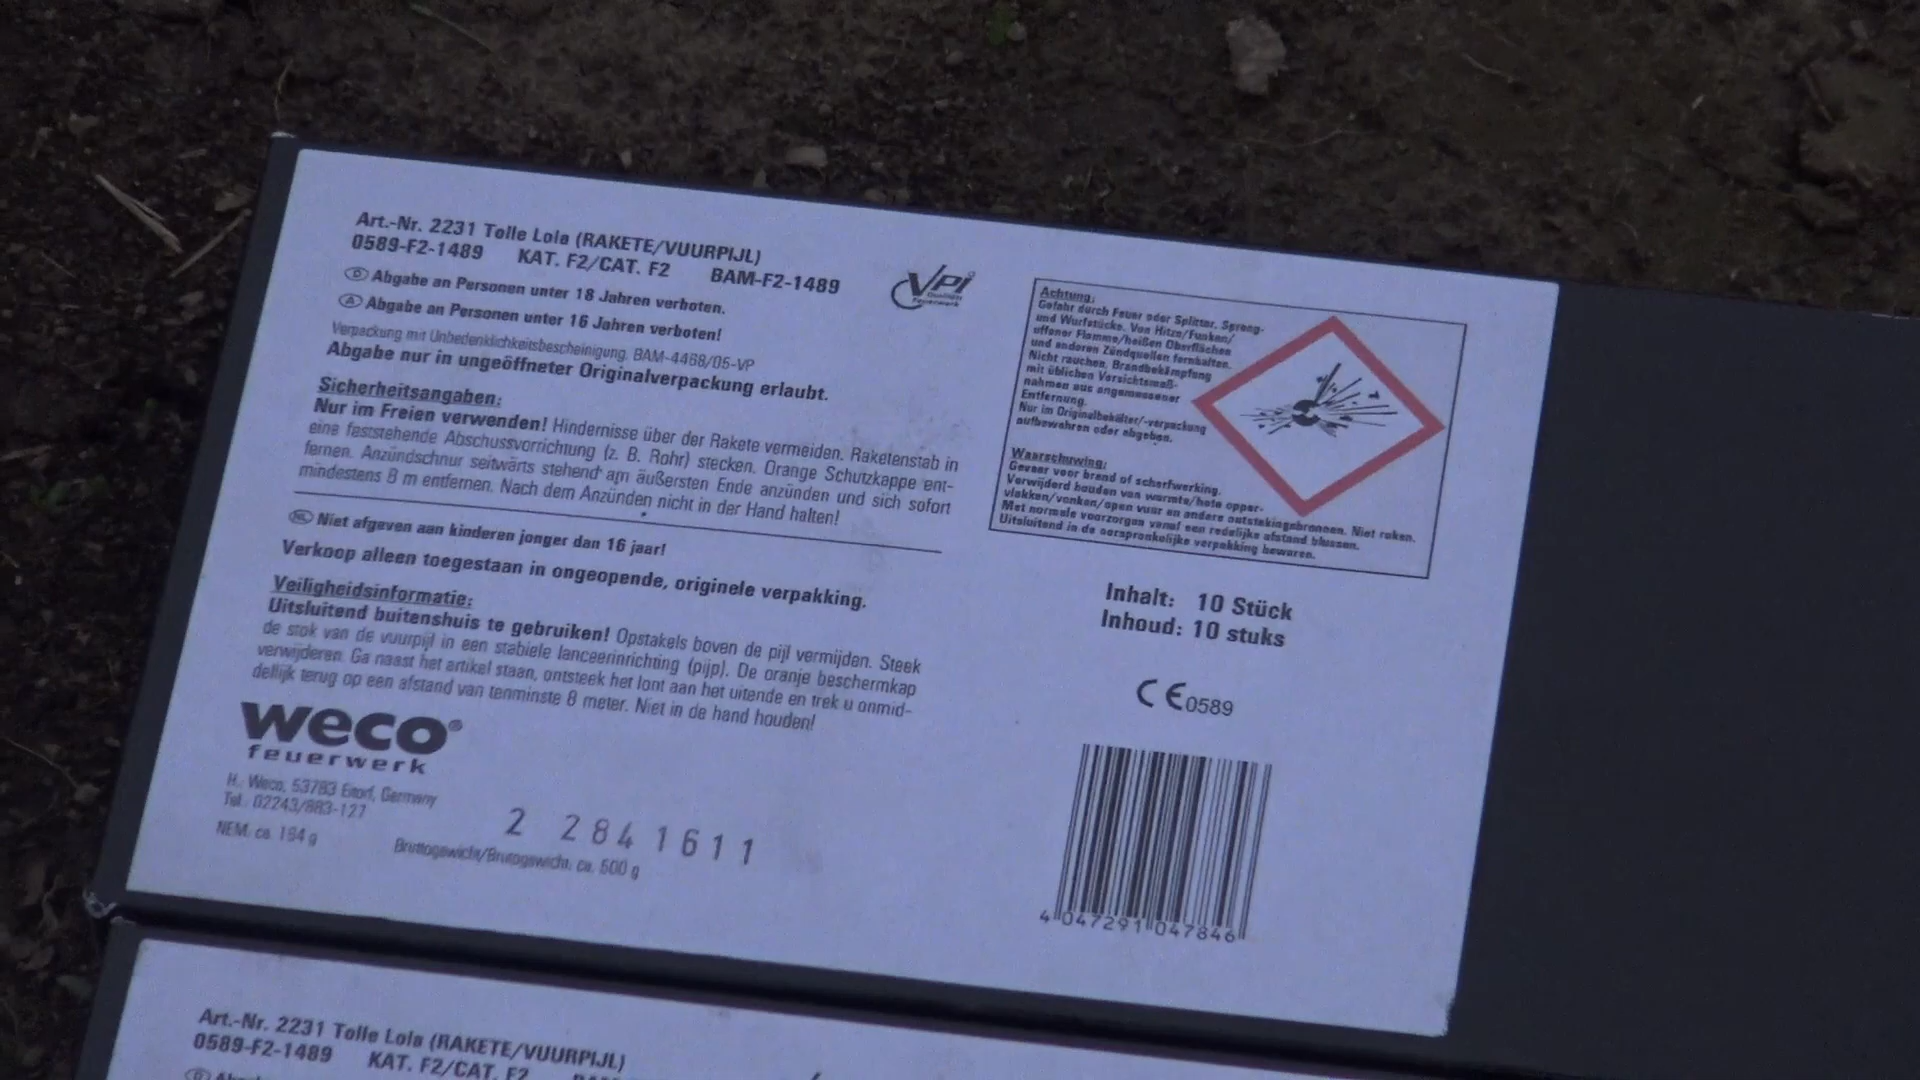 Art.-Nr. 2231 Tolle Lola (RAKETE/VUURPIJL)
0589-F2-1489 KAT. F2/CAT. F2 BAM-F2-1489
D Abgabe an Personen unter 18 Jahren verboten.
A Abgabe an Personen unter 16 Jahren verboten!
Verpackung mit Unbedenklichkeitsbescheinigung. BAM-4468/05-VP
Abgabe nur in ungeöffneter Originalverpackung erlaubt.
Sicherheitsangaben:
Nur im Freien verwenden! Hindernisse über der Rakete vermeiden. Raketenstab in
eine feststehende Abschussvorrichtung (z. B. Rohr) stecken. Orange Schutzkappe ent-
fernen. Anzündschnur seitwärts stehend am äußersten Ende anzünden und sich sofort
mindestens 8 m entfernen. Nach dem Anzünden nicht in der Hand halten!
NL Niet afgeven aan kinderen jonger dan 16 jaar!
Verkoop alleen toegestaan in ongeopende, originele verpakking.
Veiligheidsinformatie:
Uitsluitend buitenshuis te gebruiken! Opstakels boven de pijl vermijden. Steek
de stok van de vuurpijl in een stabiele lanceerinrichting (pijp). De oranje beschermkap
verwijderen. Ga naast het artikel staan, ontsteek het lont aan het uitende en trek u onmid-
dellijk terug op een afstand van tenminste 8 meter. Niet in de hand houden!
weco®
feuerwerk
H. Weco, 53783 Eitorf, Germany
Tel. 02243/883-127
NEM. ca. 194 g
Bruttogewicht/Brutogewicht: ca. 500 g
2 2841611
VPi
Qualitäts
Feuerwerk
Achtung:
Gefahr durch Feuer oder Splitter, Spreng-
und Wurfstücke. Von Hitze/Funken/
offener Flamme/heißen Oberflächen
und anderen Zündquellen fernhalten.
Nicht rauchen. Brandbekämpfung
mit üblichen Vorsichtsmaß-
nahmen aus angemessener
Entfernung.
Nur im Originalbehälter/-verpackung
aufbewahren oder abgeben.
Waarschuwing:
Gevaar voor brand of scherfwerking.
Verwijderd houden van warmte/hete opper-
vlakken/vonken/open vuur en andere ontstekingsbronnen. Niet roken.
Met normale voorzorgen vanaf een redelijke afstand blussen.
Uitsluitend in de oorspronkelijke verpakking bewaren.
Inhalt: 10 Stück
Inhoud: 10 stuks
CE0589
4 047291 047846
Art.-Nr. 2231 Tolle Lola (RAKETE/VUURPIJL)
0589-F2-1489 KAT. F2/CAT. F2